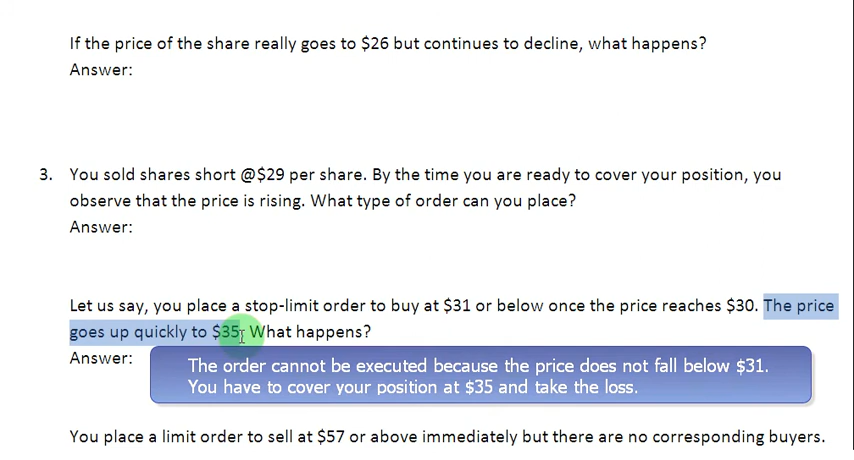 If the price of the share really goes to $26 but continues to decline, what happens?
Answer:
3. You sold shares short @$29 per share. By the time you are ready to cover your position, you
observe that the price is rising. What type of order can you place?
Answer:
Let us say, you place a stop-limit order to buy at $31 or below once the price reaches $30. The price
goes up quickly to $35. What happens?
Answer:
The order cannot be executed because the price does not fall below $31.
You have to cover your position at $35 and take the loss.
You place a limit order to sell at $57 or above immediately but there are no corresponding buyers.